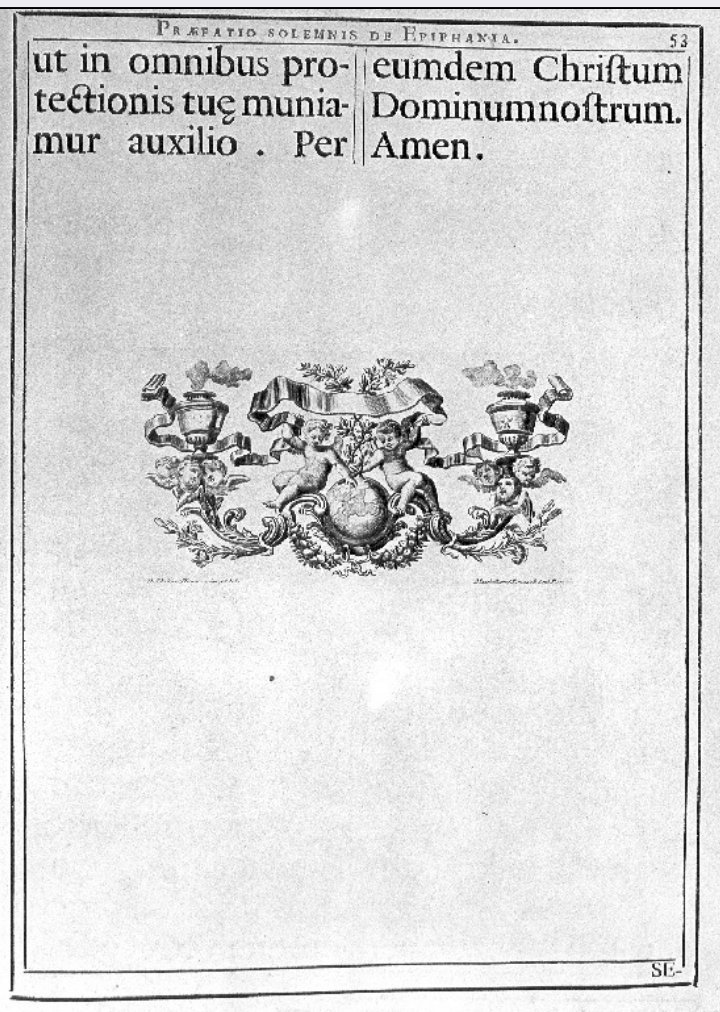 PRÆFATIO SOLEMNIS DE EPIPHANIA.
53
ut in omnibus pro-
tectionis tuę munia-
mur auxilio . Per
eumdem Chriſtum
Dominumnoſtrum.
Amen.
SE-